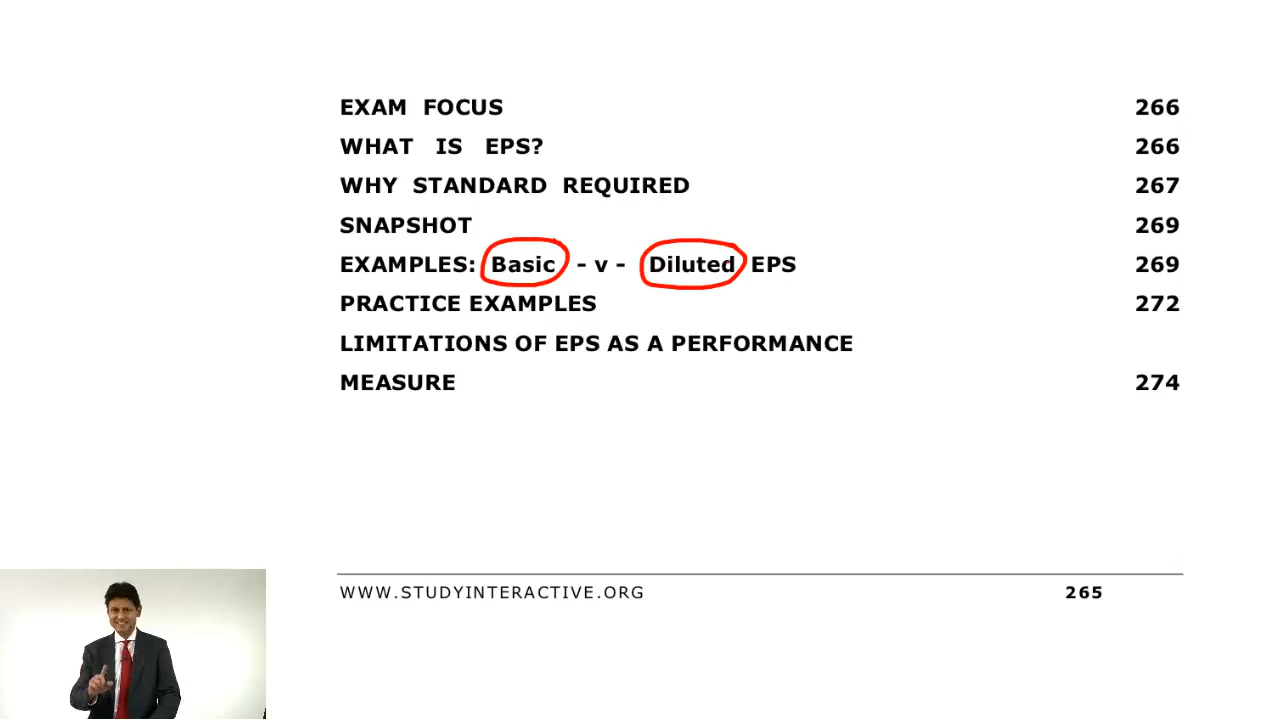 EXAM FOCUS 266
WHAT IS EPS? 266
WHY STANDARD REQUIRED 267
SNAPSHOT 269
EXAMPLES: Basic - v - Diluted EPS 269
PRACTICE EXAMPLES 272
LIMITATIONS OF EPS AS A PERFORMANCE
MEASURE 274
WWW.STUDYINTERACTIVE.ORG 265